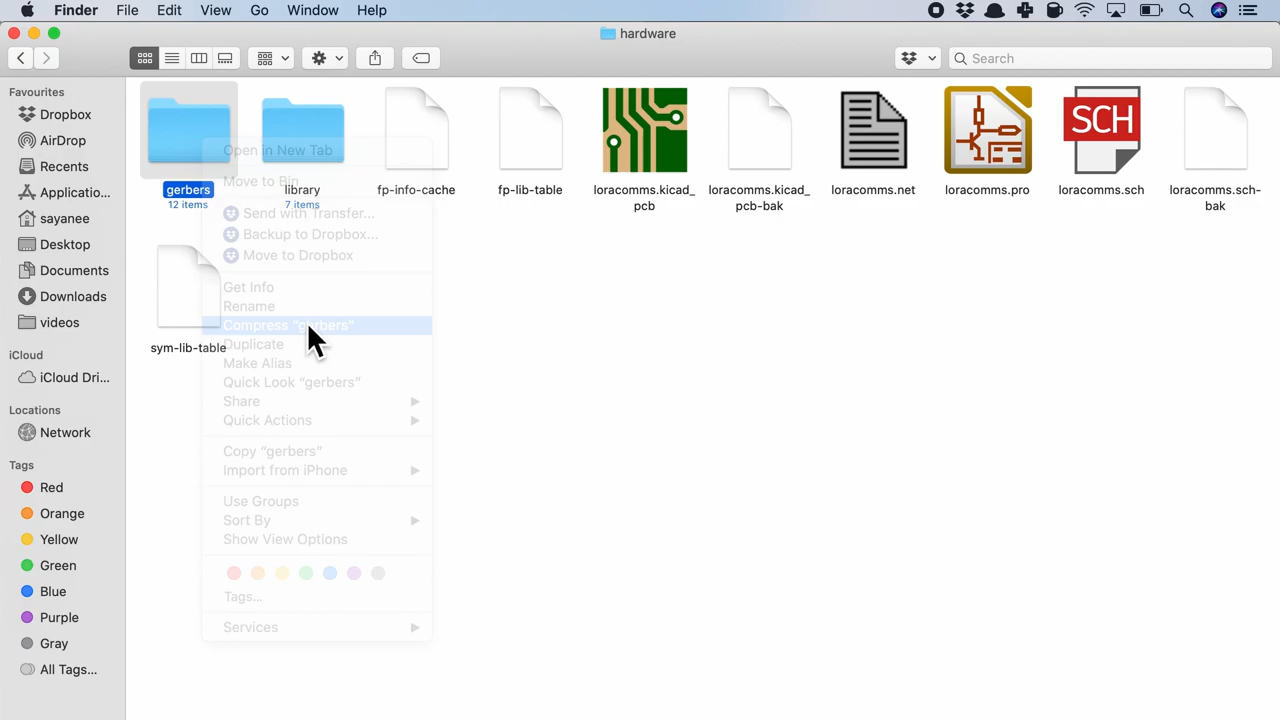 Finder File Edit View Go Window Help
hardware
Search
Favourites
Dropbox
AirDrop
Recents
Applicatio...
sayanee
Desktop
Documents
Downloads
videos
iCloud
iCloud Dri...
Locations
Network
Tags
Red
Orange
Yellow
Green
Blue
Purple
Gray
All Tags...
gerbers
12 items
library
7 items
fp-info-cache
fp-lib-table
loracomms.kicad_
pcb
loracomms.kicad_
pcb-bak
loracomms.net
loracomms.pro
SCH
loracomms.sch
loracomms.sch-
bak
sym-lib-table
Open in New Tab
Move to Bin
Send with Transfer...
Backup to Dropbox...
Move to Dropbox
Get Info
Rename
Compress “gerbers”
Duplicate
Make Alias
Quick Look “gerbers”
Share
Quick Actions
Copy “gerbers”
Import from iPhone
Use Groups
Sort By
Show View Options
Tags...
Services